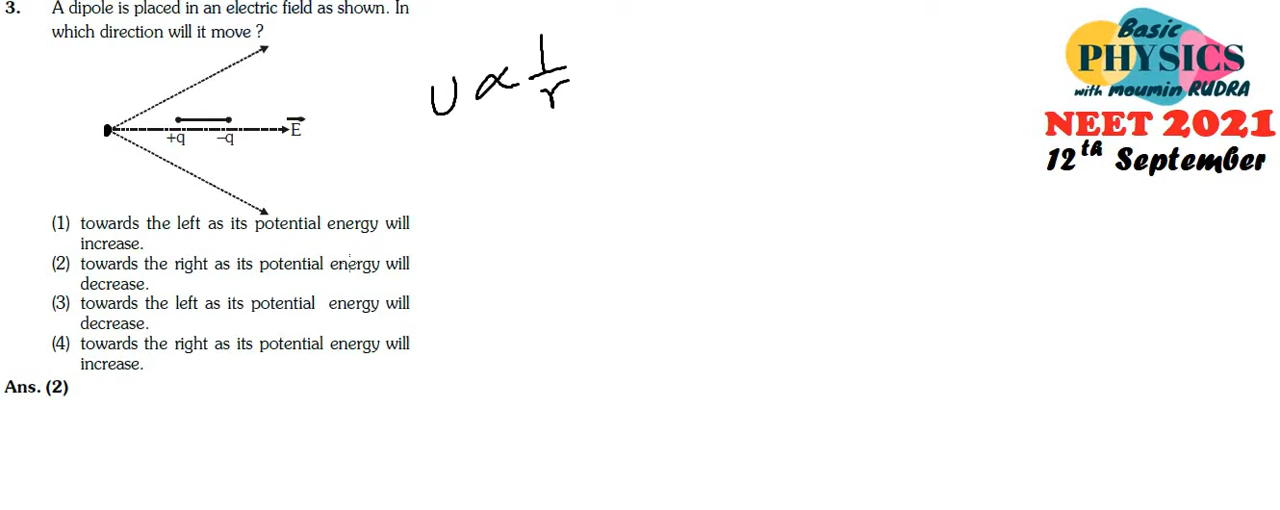 3. A dipole is placed in an electric field as shown. In
which direction will it move ?
+q –q E
(1) towards the left as its potential energy will
increase.
(2) towards the right as its potential energy will
decrease.
(3) towards the left as its potential energy will
decrease.
(4) towards the right as its potential energy will
increase.
Ans. (2)
U ∝ 1/r
Basic
PHYSICS
with moumin RUDRA
NEET 2021
12th September